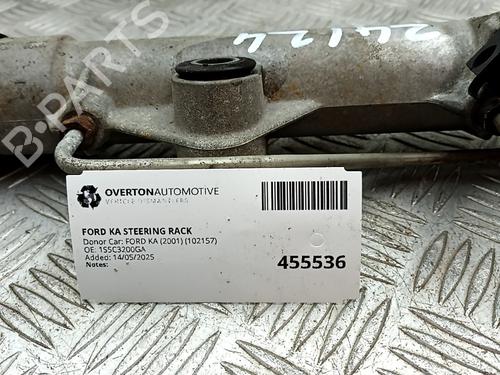 24124
B-PARTS
OVERTONAUTOMOTIVE
VEHICLE DISMANTLERS
FORD KA STEERING RACK
Donor Car: FORD KA (2001) (102157)
OE: 1S5C3200GA
Added: 14/05/2025
Notes:
455536